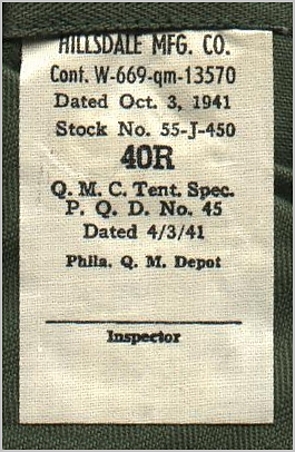 HILLSDALE MFG. CO.
Cont. W-669-qm-13570
Dated Oct. 3, 1941
Stock No. 55-J-450
40R
Q. M. C. Tent. Spec.
P. Q. D. No. 45
Dated 4/3/41
Phila. Q. M. Depot
Inspector